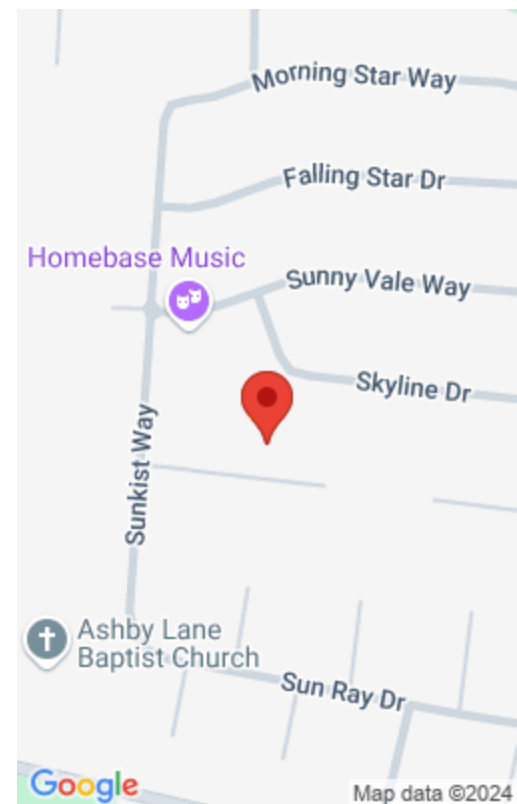 Morning Star Way
Falling Star Dr
Homebase Music
Sunny Vale Way
Skyline Dr
Sunkist Way
Ashby Lane
Baptist Church
Sun Ray Dr
Google
Map data ©2024